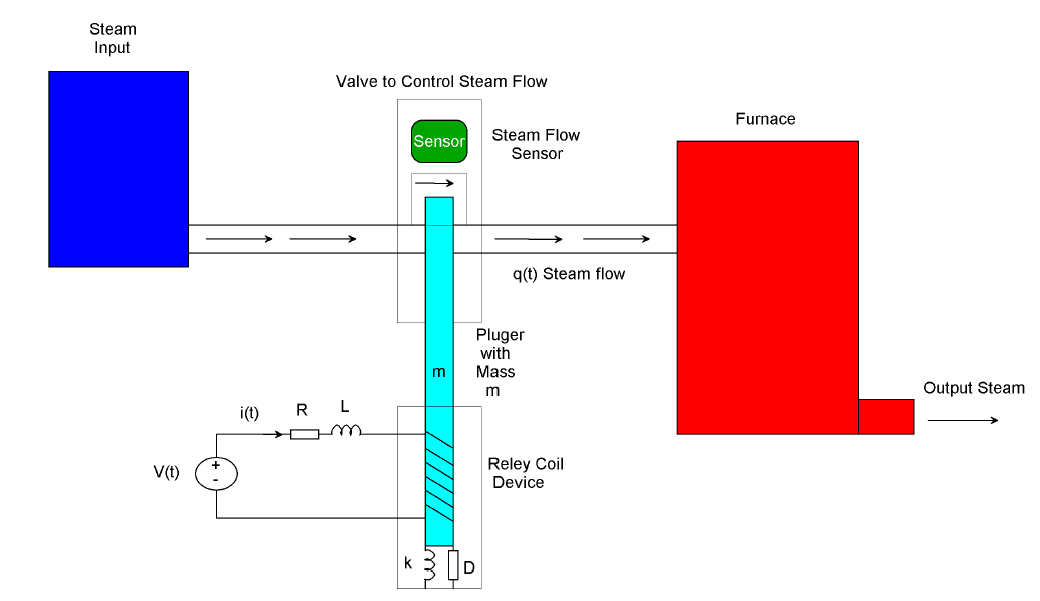 Steam
Input
Valve to Control Steam Flow
Sensor
Steam Flow
Sensor
Furnace
q(t) Steam flow
Pluger
with
Mass
m
m
Output Steam
i(t)
R
L
V(t)
+
-
Reley Coil
Device
k
D